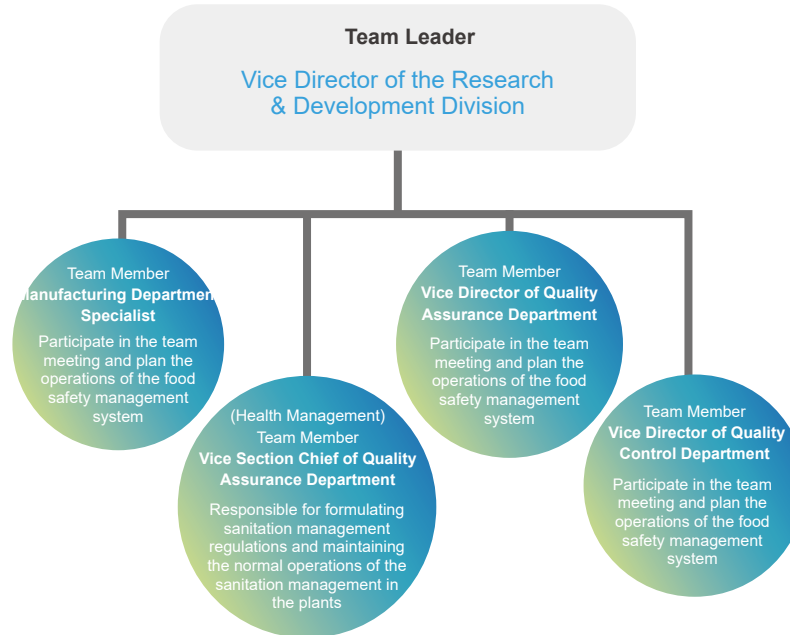 Team Leader
Vice Director of the Research
& Development Division
Team Member
Manufacturing Department
Specialist
Participate in the team
meeting and plan the
operations of the food
safety management
system
(Health Management)
Team Member
Vice Section Chief of Quality
Assurance Department
Responsible for formulating
sanitation management
regulations and maintaining
the normal operations of the
sanitation management in
the plants
Team Member
Vice Director of Quality
Assurance Department
Participate in the team
meeting and plan the
operations of the food
safety management
system
Team Member
Vice Director of Quality
Control Department
Participate in the team
meeting and plan the
operations of the food
safety management
system